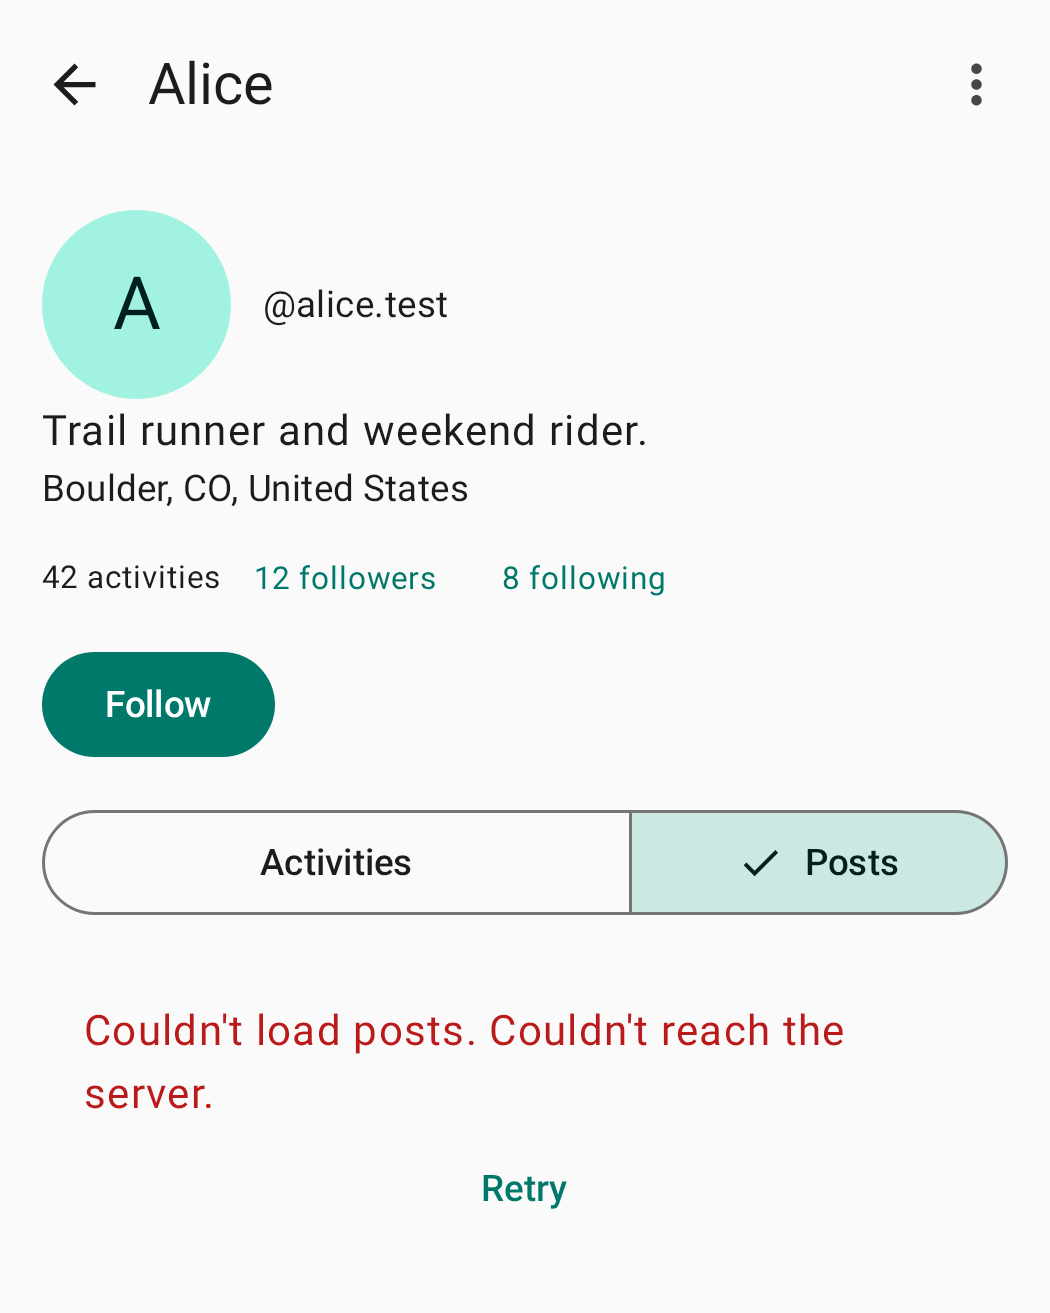 Alice
A
@alice.test
Trail runner and weekend rider.
Boulder, CO, United States
42 activities 12 followers 8 following
Follow
Activities Posts
Couldn't load posts. Couldn't reach the
server.
Retry